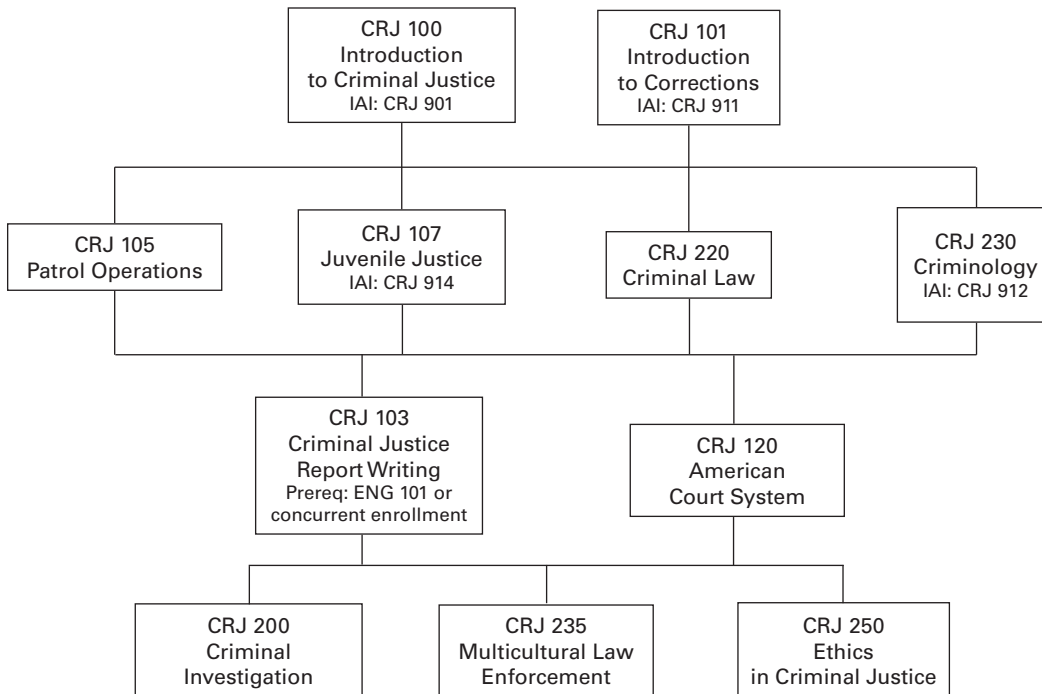 CRJ 100
Introduction
to Criminal Justice
IAI: CRJ 901
CRJ 101
Introduction
to Corrections
IAI: CRJ 911
CRJ 105
Patrol Operations
CRJ 107
Juvenile Justice
IAI: CRJ 914
CRJ 220
Criminal Law
CRJ 230
Criminology
IAI: CRJ 912
CRJ 103
Criminal Justice
Report Writing
Prereq: ENG 101 or
concurrent enrollment
CRJ 120
American
Court System
CRJ 200
Criminal
Investigation
CRJ 235
Multicultural Law
Enforcement
CRJ 250
Ethics
in Criminal Justice